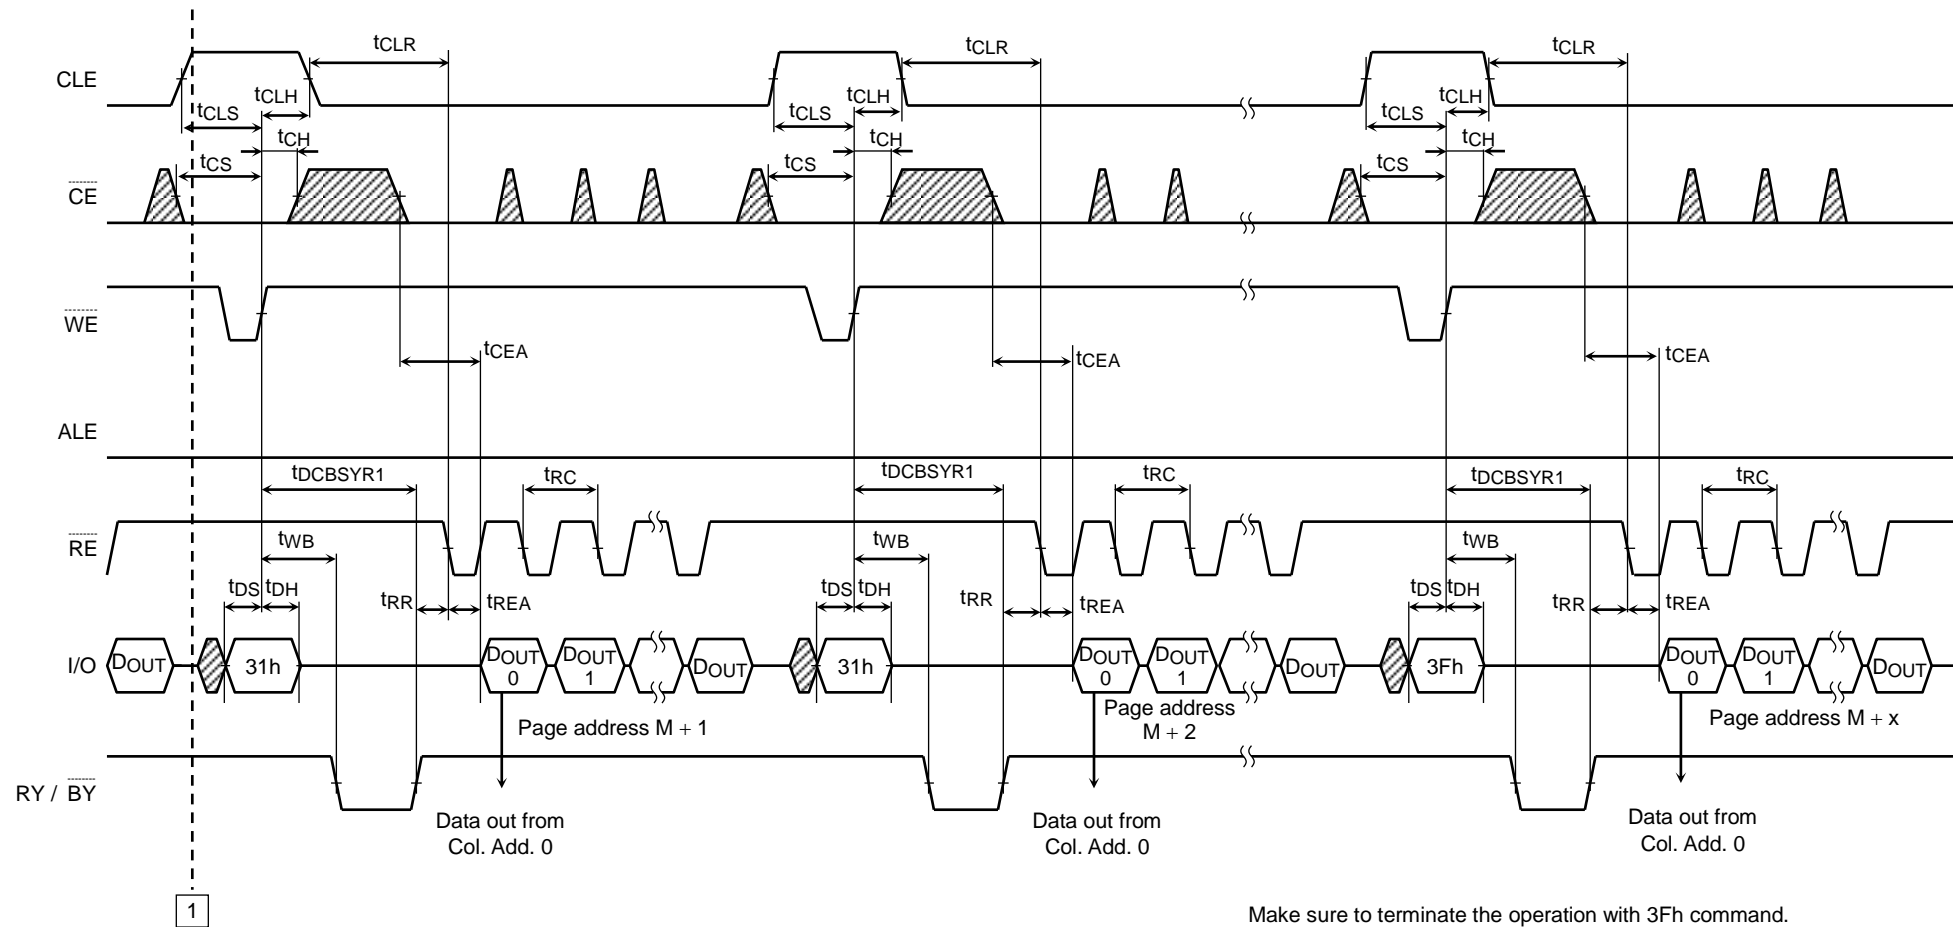 tCLR tCLR tCLR
CLE
tCLH tCLH tCLH
tCLS tCLS tCLS
tCH tCH tCH
tCS tCS tCS
CE
WE
tCEA tCEA tCEA
ALE
tDCBSYR1 tRC tDCBSYR1 tRC tDCBSYR1 tRC
RE
tWB tWB tWB
tDS tDH tDS tDH tDS tDH
tRR tREA tRR tREA tRR tREA
I/O DOUT 31h DOUT 0 DOUT 1 DOUT 31h DOUT 0 DOUT 1 DOUT 3Fh DOUT 0 DOUT 1 DOUT
Page address M + 1
Page address
M + 2
Page address M + x
RY / BY
Data out from
Col. Add. 0
Data out from
Col. Add. 0
Data out from
Col. Add. 0
1
Make sure to terminate the operation with 3Fh command.